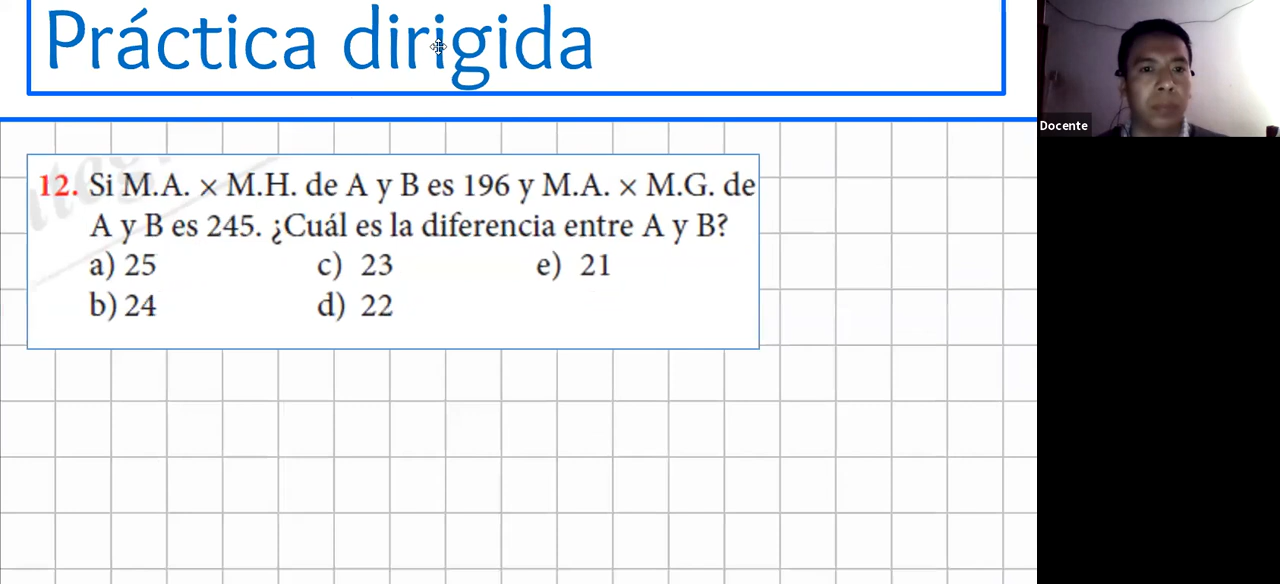 Práctica dirigida
12. Si M.A. × M.H. de A y B es 196 y M.A. × M.G. de
A y B es 245. ¿Cuál es la diferencia entre A y B?
a) 25 c) 23 e) 21
b) 24 d) 22
Docente